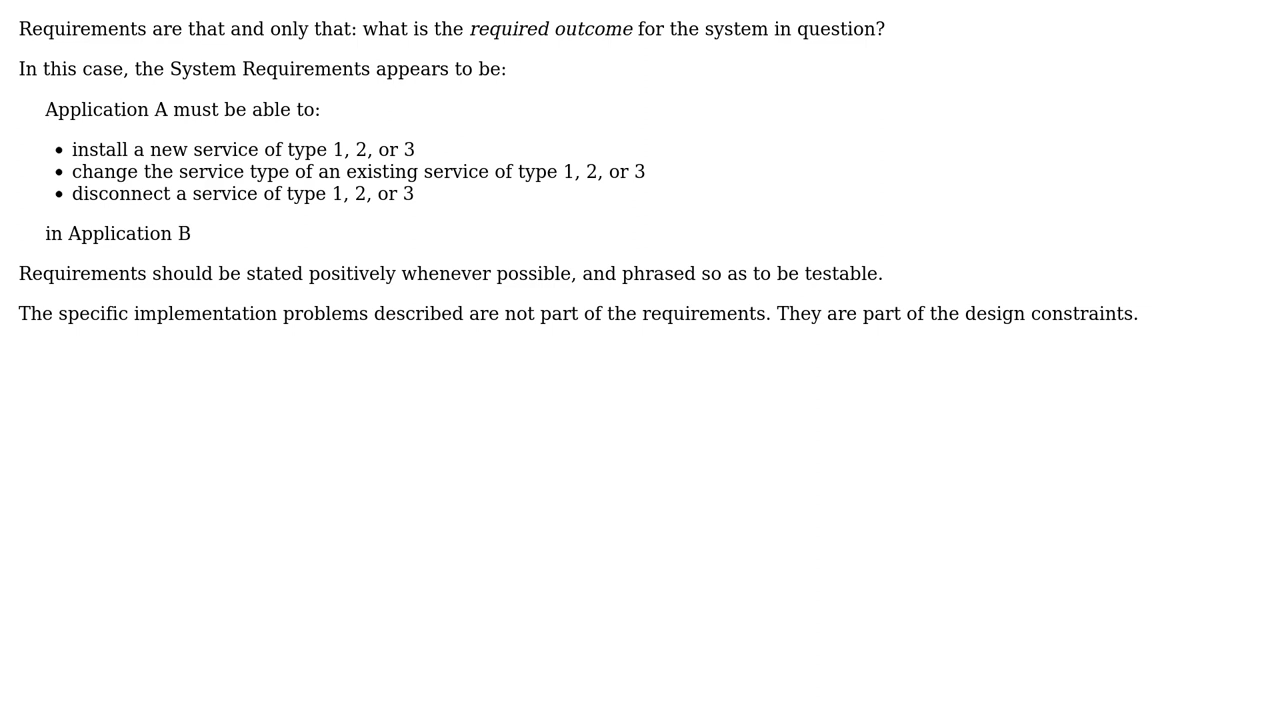 Requirements are that and only that: what is the required outcome for the system in question?
In this case, the System Requirements appears to be:
Application A must be able to:
• install a new service of type 1, 2, or 3
• change the service type of an existing service of type 1, 2, or 3
• disconnect a service of type 1, 2, or 3
in Application B
Requirements should be stated positively whenever possible, and phrased so as to be testable.
The specific implementation problems described are not part of the requirements. They are part of the design constraints.